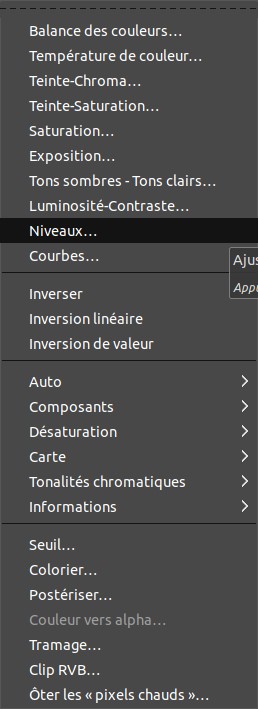 Balance des couleurs…
Température de couleur…
Teinte-Chroma…
Teinte-Saturation…
Saturation…
Exposition…
Tons sombres - Tons clairs…
Luminosité-Contraste…
Niveaux…
Courbes…
Inverser
Inversion linéaire
Inversion de valeur
Auto
Composants
Désaturation
Carte
Tonalités chromatiques
Informations
Seuil…
Colorier…
Postériser…
Couleur vers alpha…
Tramage…
Clip RVB…
Ôter les « pixels chauds »…